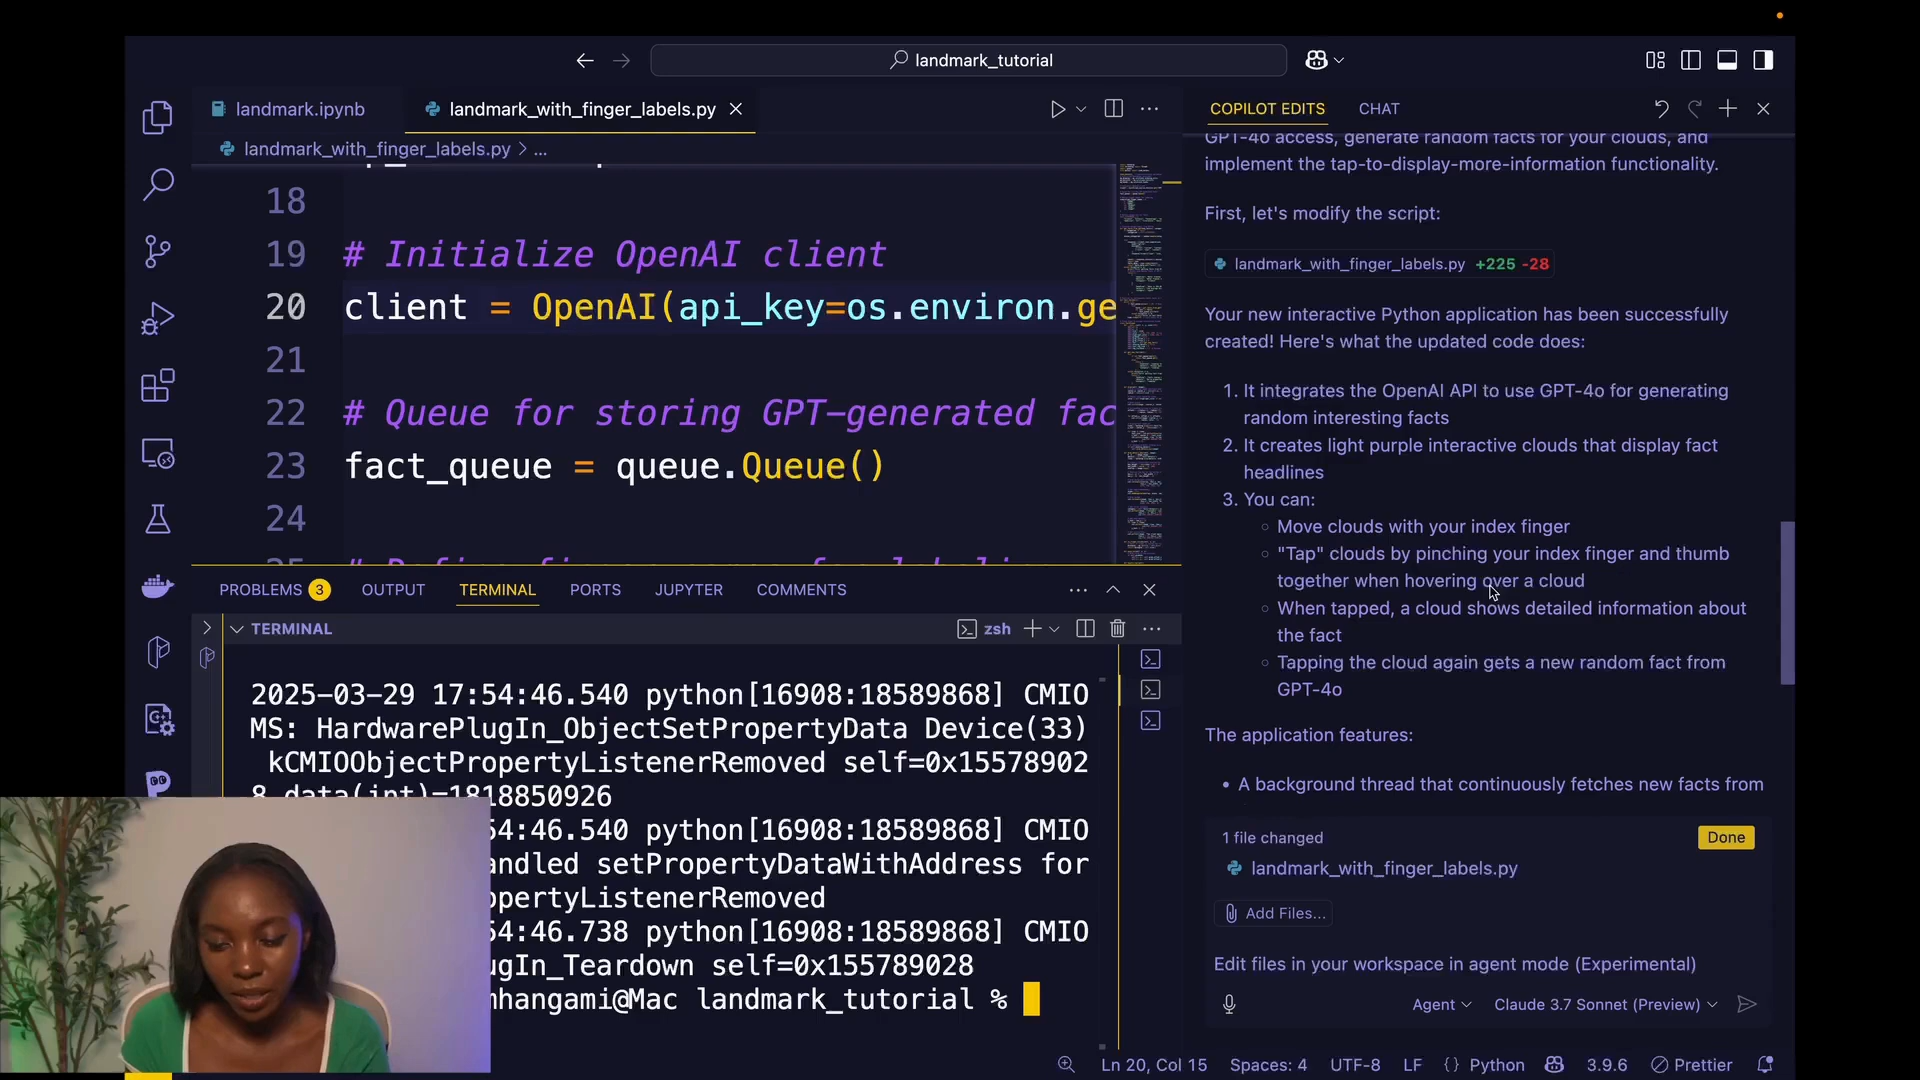 landmark_tutorial
landmark.ipynb
landmark_with_finger_labels.py
landmark_with_finger_labels.py > ...
18
19 # Initialize OpenAI client
20 client = OpenAI(api_key=os.environ.ge
21
22 # Queue for storing GPT-generated fac
23 fact_queue = queue.Queue()
24
PROBLEMS 3 OUTPUT TERMINAL PORTS JUPYTER COMMENTS
TERMINAL
zsh
2025-03-29 17:54:46.540 python[16908:18589868] CMIO
MS: HardwarePlugIn_ObjectSetPropertyData Device(33)
kCMIOObjectPropertyListenerRemoved self=0x15578902
8 data(int)=1818850926
54:46.540 python[16908:18589868] CMIO
andled setPropertyDataWithAddress for
opertyListenerRemoved
54:46.738 python[16908:18589868] CMIO
ugIn_Teardown self=0x155789028
mhangami@Mac landmark_tutorial %
COPILOT EDITS CHAT
GPT-4o access, generate random facts for your clouds, and
implement the tap-to-display-more-information functionality.
First, let's modify the script:
landmark_with_finger_labels.py +225 -28
Your new interactive Python application has been successfully
created! Here's what the updated code does:
1. It integrates the OpenAI API to use GPT-4o for generating
random interesting facts
2. It creates light purple interactive clouds that display fact
headlines
3. You can:
Move clouds with your index finger
"Tap" clouds by pinching your index finger and thumb
together when hovering over a cloud
When tapped, a cloud shows detailed information about
the fact
Tapping the cloud again gets a new random fact from
GPT-4o
The application features:
• A background thread that continuously fetches new facts from
1 file changed
Done
landmark_with_finger_labels.py
Add Files...
Edit files in your workspace in agent mode (Experimental)
Agent Claude 3.7 Sonnet (Preview)
Ln 20, Col 15 Spaces: 4 UTF-8 LF {} Python 3.9.6 Prettier